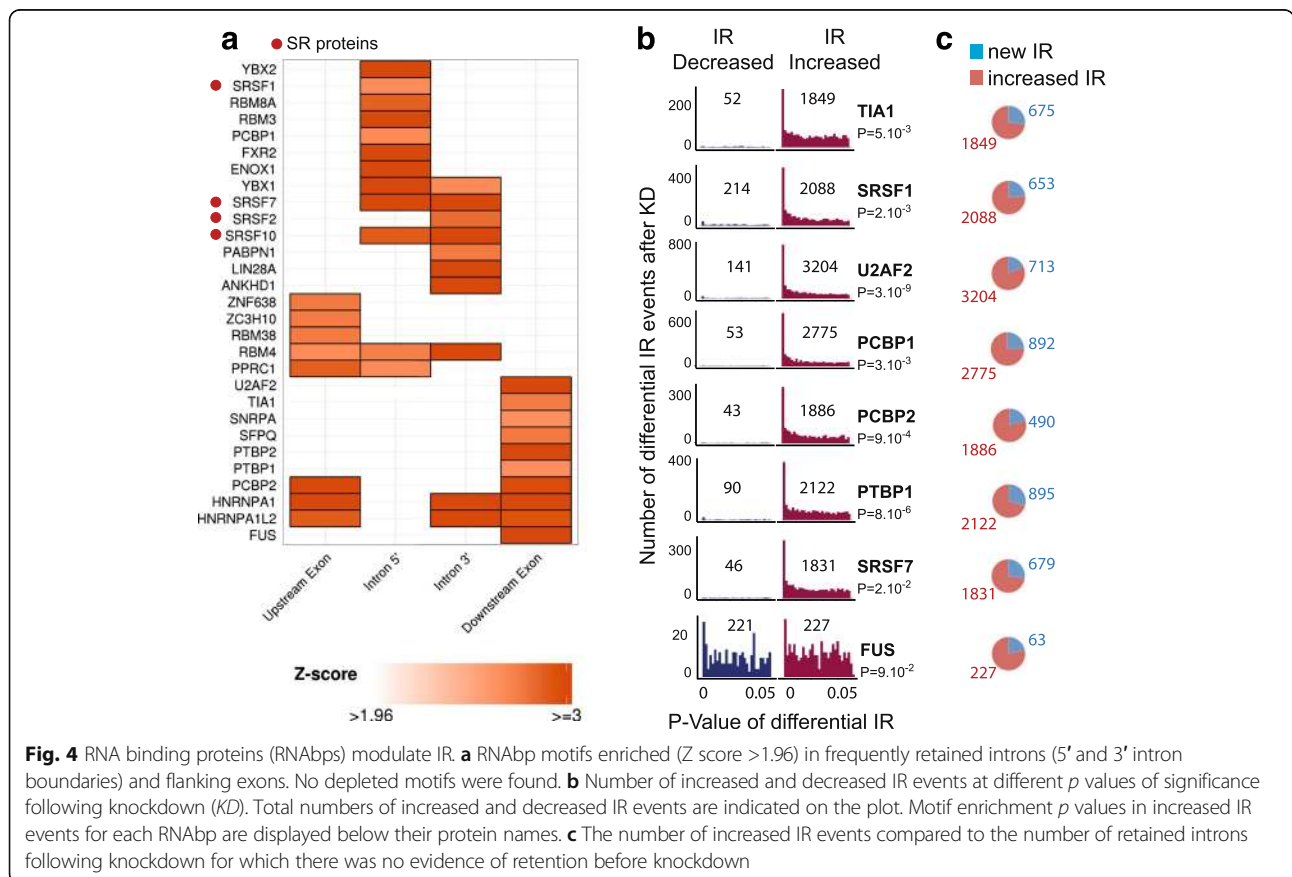 a
SR proteins
YBX2
SRSF1
RBM8A
RBM3
PCBP1
FXR2
ENOX1
YBX1
SRSF7
SRSF2
SRSF10
PABPN1
LIN28A
ANKHD1
ZNF638
ZC3H10
RBM38
RBM4
PPRC1
U2AF2
TIA1
SNRPA
SFPQ
PTBP2
PTBP1
PCBP2
HNRNPA1
HNRNPA1L2
FUS
Upstream Exon
Intron 5'
Intron 3'
Downstream Exon
Z-score
>1.96
>=3
b
IR Decreased
IR Increased
Number of differential IR events after KD
200
0
52
1849
TIA1
P=5.10-3
400
0
214
2088
SRSF1
P=2.10-3
800
0
141
3204
U2AF2
P=3.10-9
600
0
53
2775
PCBP1
P=3.10-3
300
0
43
1886
PCBP2
P=9.10-4
400
0
90
2122
PTBP1
P=8.10-6
300
0
46
1831
SRSF7
P=2.10-2
20
0
221
227
FUS
P=9.10-2
0 0.05 0 0.05
P-Value of differential IR
c
new IR
increased IR
675
1849
653
2088
713
3204
892
2775
490
1886
895
2122
679
1831
63
227
Fig. 4 RNA binding proteins (RNAbps) modulate IR. a RNAbp motifs enriched (Z score >1.96) in frequently retained introns (5′ and 3′ intron
boundaries) and flanking exons. No depleted motifs were found. b Number of increased and decreased IR events at different p values of significance
following knockdown (KD). Total numbers of increased and decreased IR events are indicated on the plot. Motif enrichment p values in increased IR
events for each RNAbp are displayed below their protein names. c The number of increased IR events compared to the number of retained introns
following knockdown for which there was no evidence of retention before knockdown